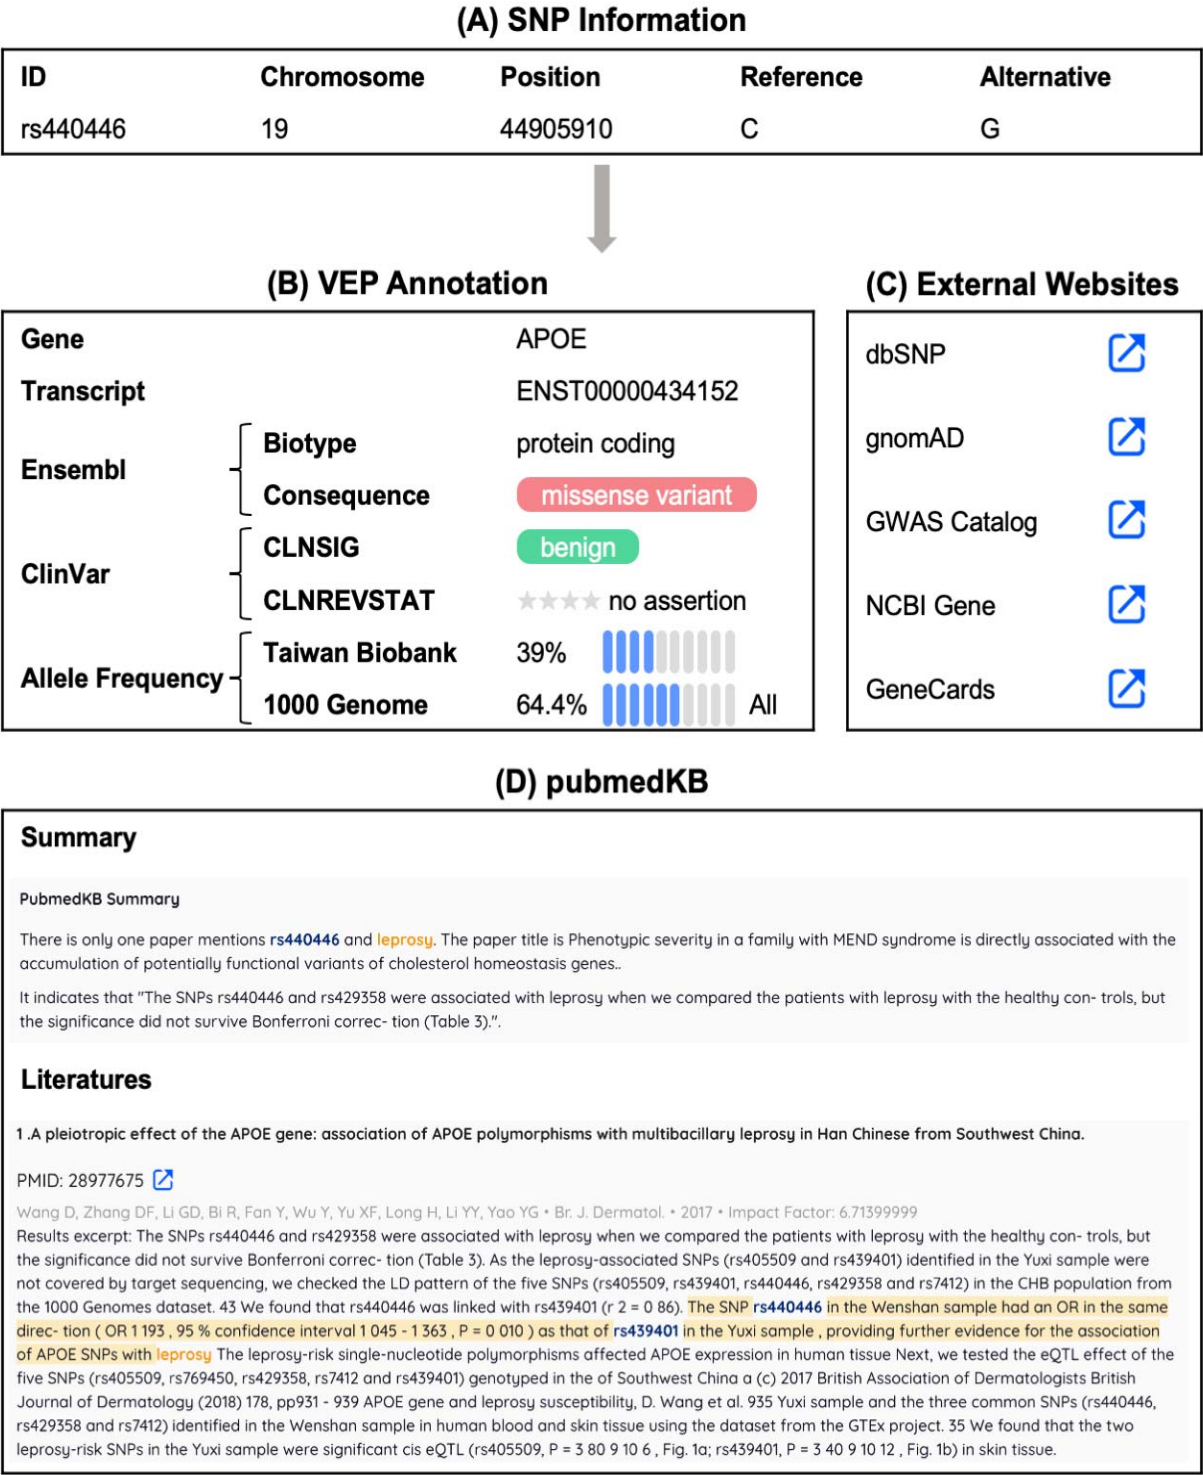 (A) SNP Information
ID Chromosome Position Reference Alternative
rs440446 19 44905910 C G
(B) VEP Annotation
Gene APOE
Transcript ENST00000434152
Ensembl
Biotype protein coding
Consequence missense variant
ClinVar
CLNSIG benign
CLNREVSTAT ★★★★ no assertion
Allele Frequency
Taiwan Biobank 39%
1000 Genome 64.4% All
(C) External Websites
dbSNP
gnomAD
GWAS Catalog
NCBI Gene
GeneCards
(D) pubmedKB
Summary
PubmedKB Summary
There is only one paper mentions rs440446 and leprosy. The paper title is Phenotypic severity in a family with MEND syndrome is directly associated with the
accumulation of potentially functional variants of cholesterol homeostasis genes..
It indicates that "The SNPs rs440446 and rs429358 were associated with leprosy when we compared the patients with leprosy with the healthy con- trols, but
the significance did not survive Bonferroni correc- tion (Table 3).".
Literatures
1 .A pleiotropic effect of the APOE gene: association of APOE polymorphisms with multibacillary leprosy in Han Chinese from Southwest China.
PMID: 28977675
Wang D, Zhang DF, Li GD, Bi R, Fan Y, Wu Y, Yu XF, Long H, Li YY, Yao YG • Br. J. Dermatol. • 2017 • Impact Factor: 6.71399999
Results excerpt: The SNPs rs440446 and rs429358 were associated with leprosy when we compared the patients with leprosy with the healthy con- trols, but
the significance did not survive Bonferroni correc- tion (Table 3). As the leprosy-associated SNPs (rs405509 and rs439401) identified in the Yuxi sample were
not covered by target sequencing, we checked the LD pattern of the five SNPs (rs405509, rs439401, rs440446, rs429358 and rs7412) in the CHB population from
the 1000 Genomes dataset. 43 We found that rs440446 was linked with rs439401 (r 2 = 0 86). The SNP rs440446 in the Wenshan sample had an OR in the same
direc- tion ( OR 1 193 , 95 % confidence interval 1 045 - 1 363 , P = 0 010 ) as that of rs439401 in the Yuxi sample , providing further evidence for the association
of APOE SNPs with leprosy The leprosy-risk single-nucleotide polymorphisms affected APOE expression in human tissue Next, we tested the eQTL effect of the
five SNPs (rs405509, rs769450, rs429358, rs7412 and rs439401) genotyped in the of Southwest China a (c) 2017 British Association of Dermatologists British
Journal of Dermatology (2018) 178, pp931 - 939 APOE gene and leprosy susceptibility, D. Wang et al. 935 Yuxi sample and the three common SNPs (rs440446,
rs429358 and rs7412) identified in the Wenshan sample in human blood and skin tissue using the dataset from the GTEx project. 35 We found that the two
leprosy-risk SNPs in the Yuxi sample were significant cis eQTL (rs405509, P = 3 80 9 10 6 , Fig. 1a; rs439401, P = 3 40 9 10 12 , Fig. 1b) in skin tissue.